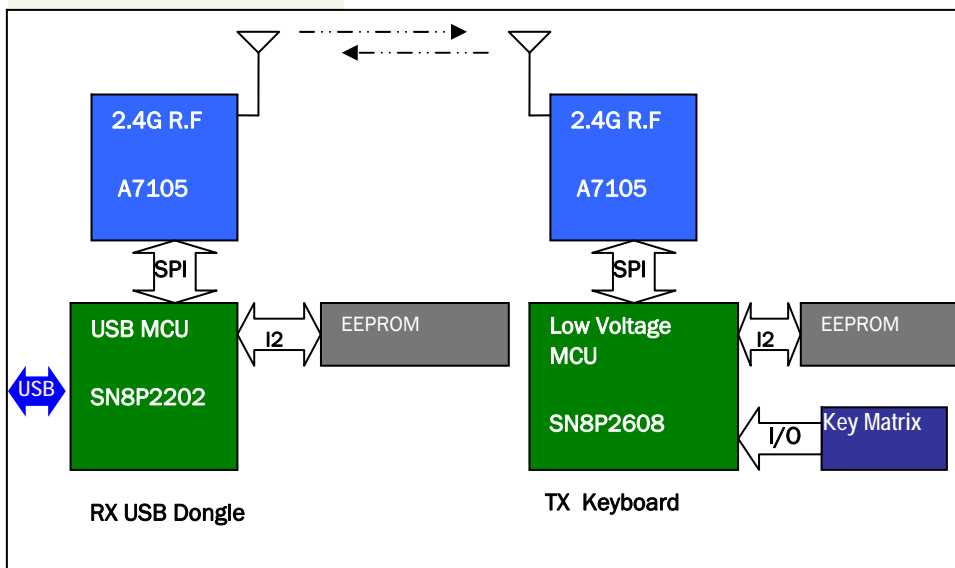 2.4G R.F
A7105
2.4G R.F
A7105
SPI
SPI
USB MCU
SN8P2202
I2
EEPROM
Low Voltage
MCU
SN8P2608
I2
EEPROM
USB
I/O
Key Matrix
RX USB Dongle
TX Keyboard